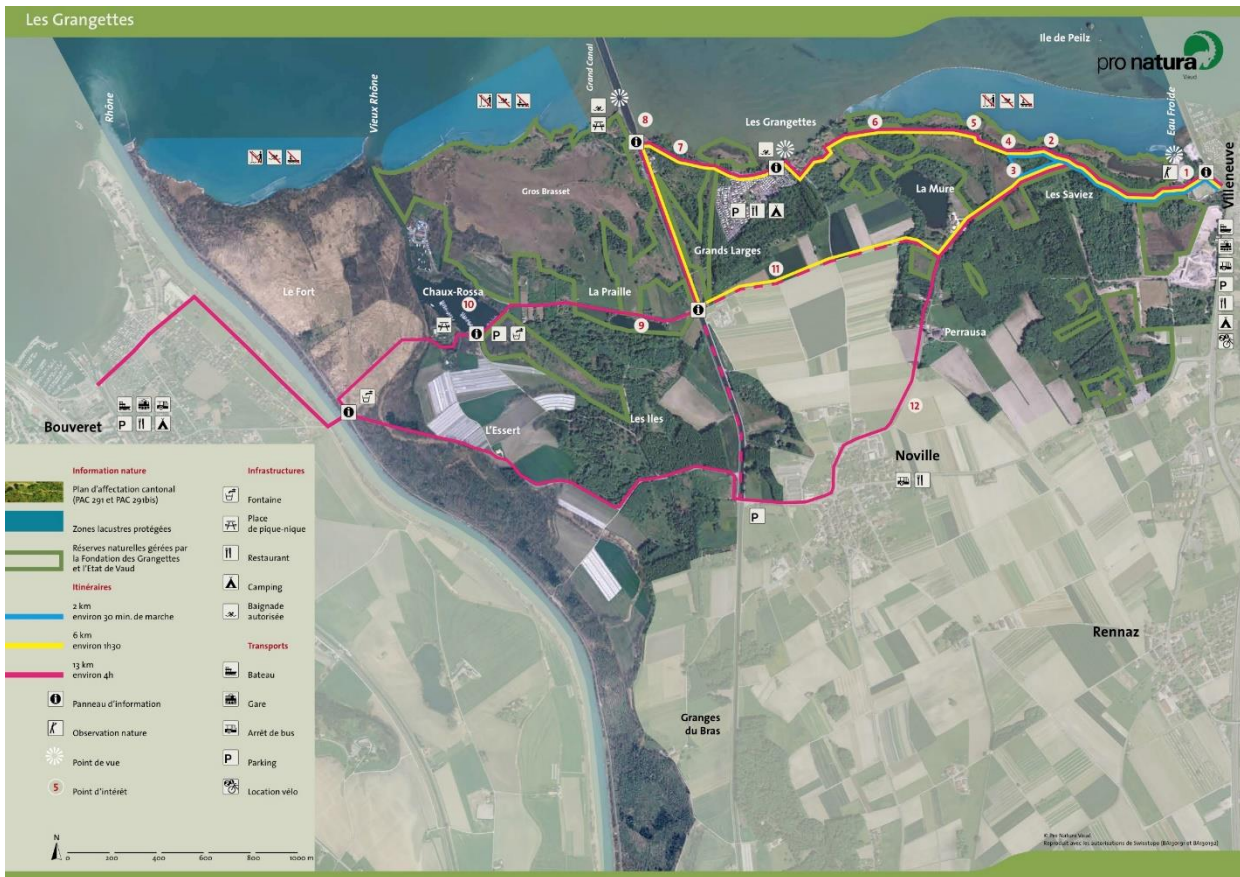 Les Grangettes
Ile de Peilz
pro natura
Vaud
Rhône
Vieux Rhône
Grand Canal
Eau Froide
8
7
Les Grangettes
6
5
4
2
3
1
Villeneuve
La Mure
Les Saviez
Gros Brasset
Grands Larges
11
Le Fort
Chaux-Rossa
10
La Praille
9
P
Perrausa
12
Les Iles
L'Essert
Bouveret
P
P
P
P
Noville
Rennaz
Granges
du Bras
Information nature
Plan d'affectation cantonal
(PAC 291 et PAC 291bis)
Zones lacustres protégées
Réserves naturelles gérées par
la Fondation des Grangettes
et l'Etat de Vaud
Itinéraires
2 km
environ 30 min. de marche
6 km
environ 1h30
13 km
environ 4h
Panneau d'information
Observation nature
Point de vue
5
Point d'intérêt
Infrastructures
Fontaine
Place
de pique-nique
Restaurant
Camping
Baignade
autorisée
Transports
Bateau
Gare
Arrêt de bus
P
Parking
Location vélo
N
0 200 400 600 800 1000 m
© Pro Natura Vaud